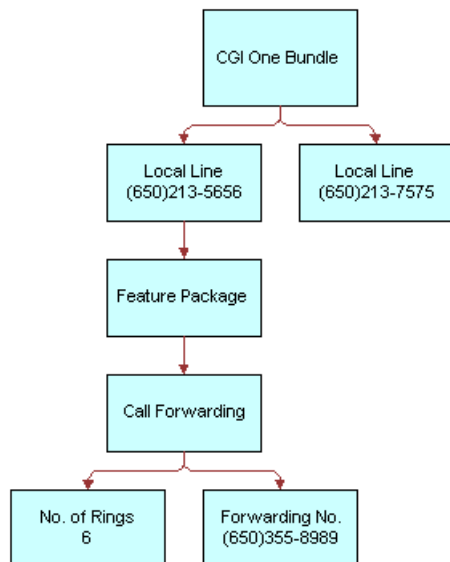 CGI One Bundle
Local Line
(650)213-5656
Local Line
(650)213-7575
Feature Package
Call Forwarding
No. of Rings
6
Forwarding No.
(650)355-8989